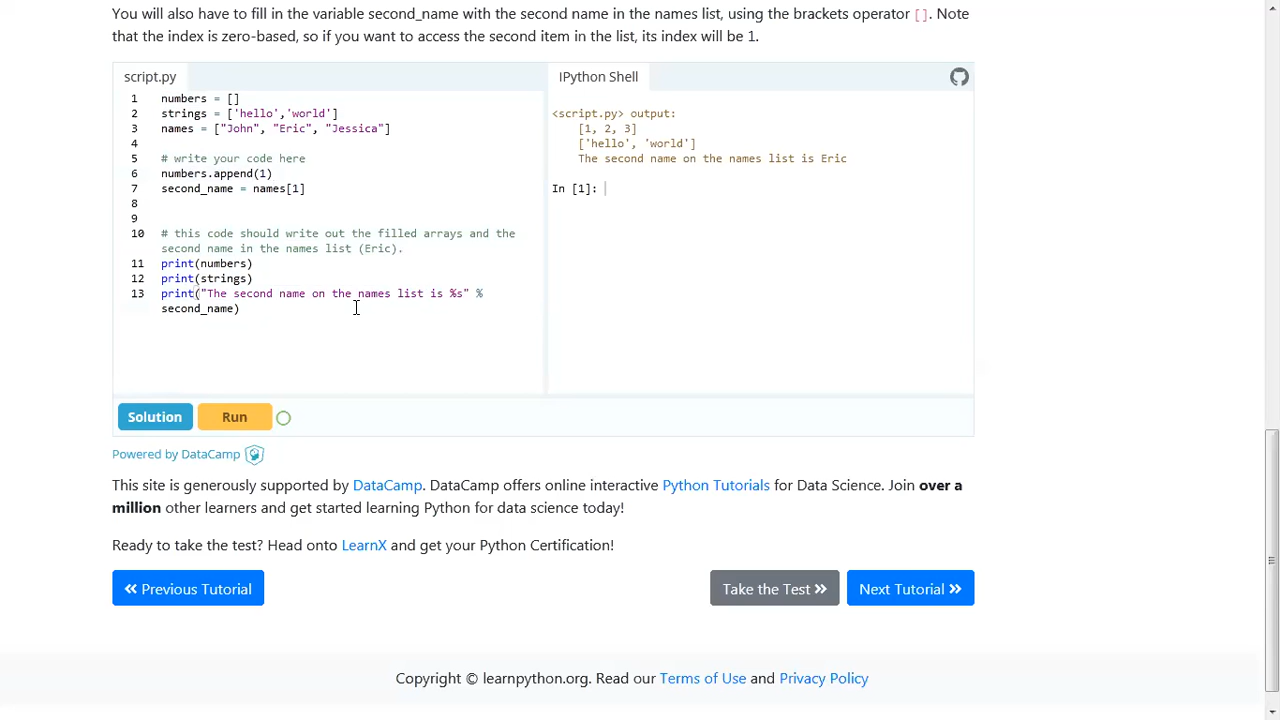 You will also have to fill in the variable second_name with the second name in the names list, using the brackets operator []. Note
that the index is zero-based, so if you want to access the second item in the list, its index will be 1.
script.py
IPython Shell
1 numbers = []
2 strings = ['hello','world']
3 names = ["John", "Eric", "Jessica"]
4
5 # write your code here
6 numbers.append(1)
7 second_name = names[1]
8
9
10 # this code should write out the filled arrays and the
second name in the names list (Eric).
11 print(numbers)
12 print(strings)
13 print("The second name on the names list is %s" %
second_name)
<script.py> output:
[1, 2, 3]
['hello', 'world']
The second name on the names list is Eric
In [1]:
Solution
Run
Powered by DataCamp
This site is generously supported by DataCamp. DataCamp offers online interactive Python Tutorials for Data Science. Join over a
million other learners and get started learning Python for data science today!
Ready to take the test? Head onto LearnX and get your Python Certification!
« Previous Tutorial
Take the Test »
Next Tutorial »
Copyright © learnpython.org. Read our Terms of Use and Privacy Policy